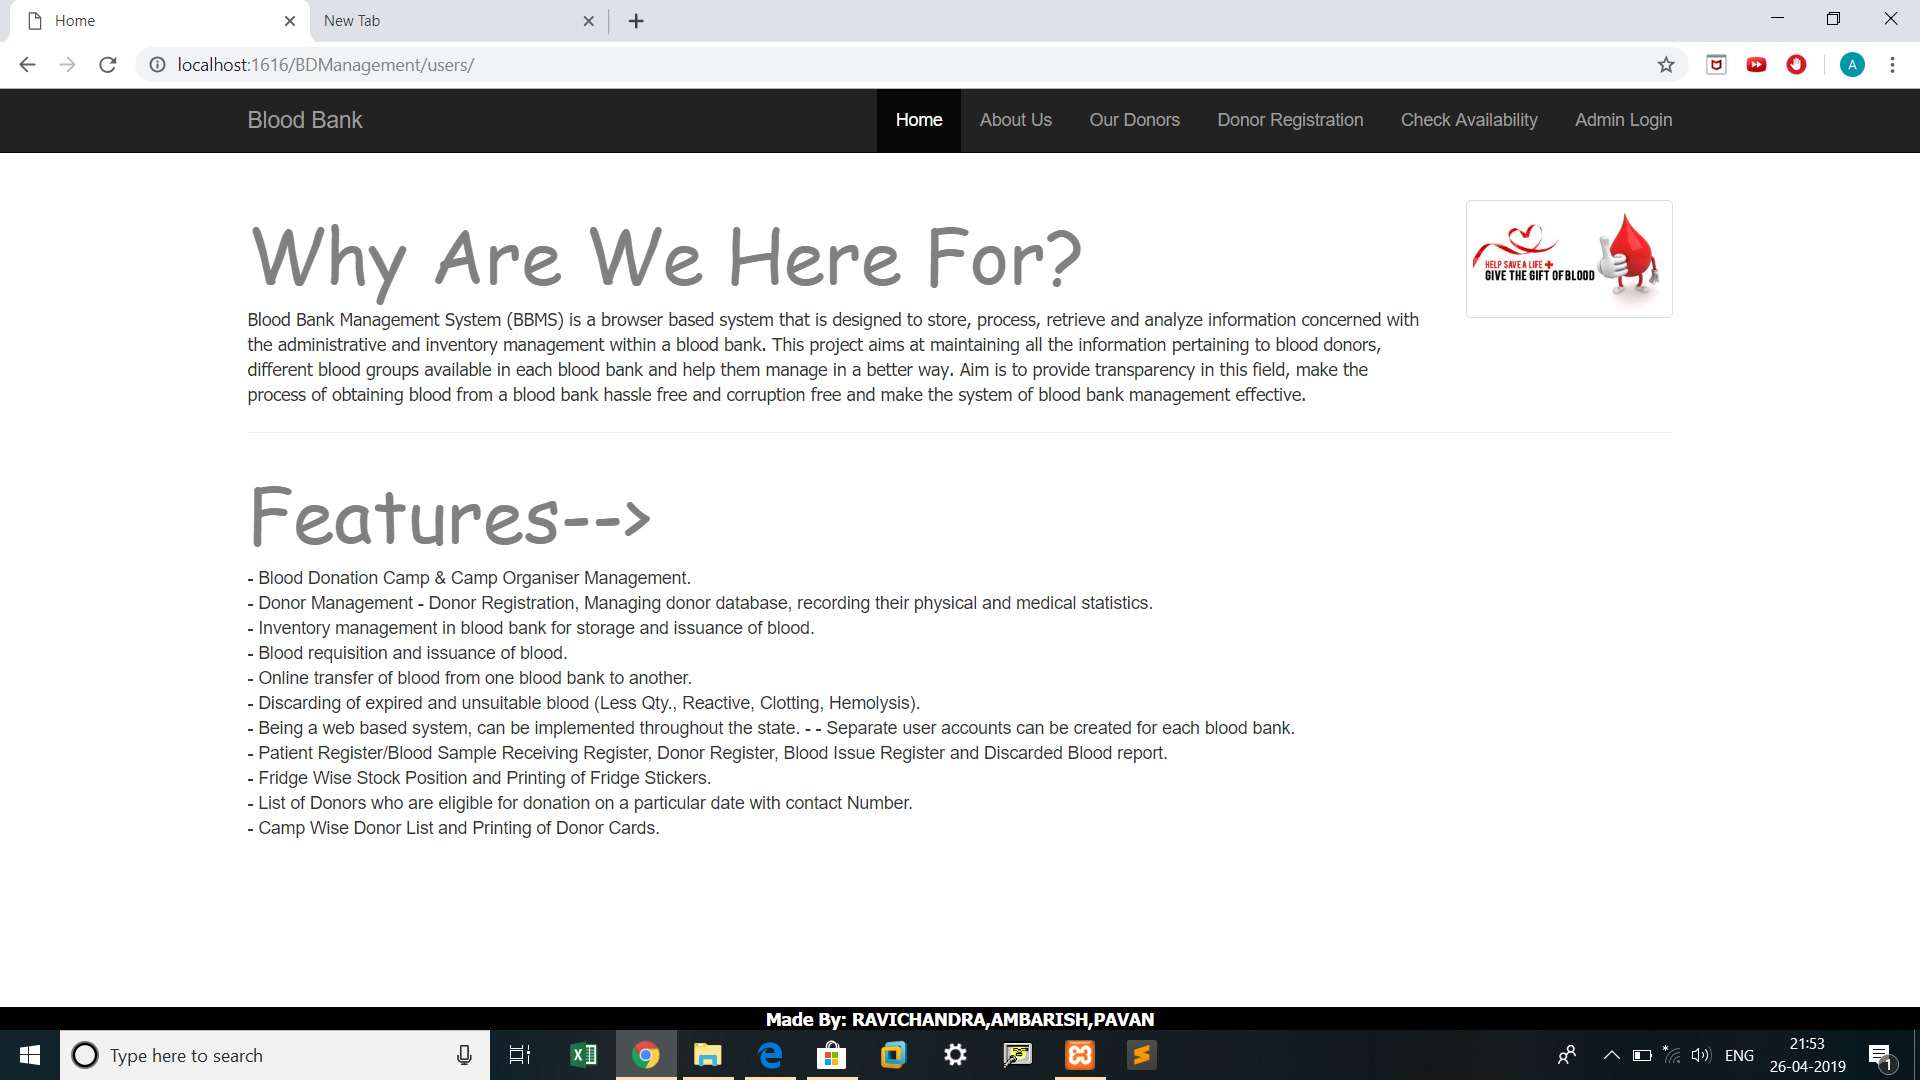 Home
New Tab
localhost:1616/BDManagement/users/
A
Blood Bank
Home
About Us
Our Donors
Donor Registration
Check Availability
Admin Login
Why Are We Here For?
HELP SAVE A LIFE +
GIVE THE GIFT OF BLOOD
Blood Bank Management System (BBMS) is a browser based system that is designed to store, process, retrieve and analyze information concerned with
the administrative and inventory management within a blood bank. This project aims at maintaining all the information pertaining to blood donors,
different blood groups available in each blood bank and help them manage in a better way. Aim is to provide transparency in this field, make the
process of obtaining blood from a blood bank hassle free and corruption free and make the system of blood bank management effective.
Features-->
- Blood Donation Camp & Camp Organiser Management.
- Donor Management - Donor Registration, Managing donor database, recording their physical and medical statistics.
- Inventory management in blood bank for storage and issuance of blood.
- Blood requisition and issuance of blood.
- Online transfer of blood from one blood bank to another.
- Discarding of expired and unsuitable blood (Less Qty., Reactive, Clotting, Hemolysis).
- Being a web based system, can be implemented throughout the state. - - Separate user accounts can be created for each blood bank.
- Patient Register/Blood Sample Receiving Register, Donor Register, Blood Issue Register and Discarded Blood report.
- Fridge Wise Stock Position and Printing of Fridge Stickers.
- List of Donors who are eligible for donation on a particular date with contact Number.
- Camp Wise Donor List and Printing of Donor Cards.
Made By: RAVICHANDRA,AMBARISH,PAVAN
Type here to search
ENG
21:53
26-04-2019
1